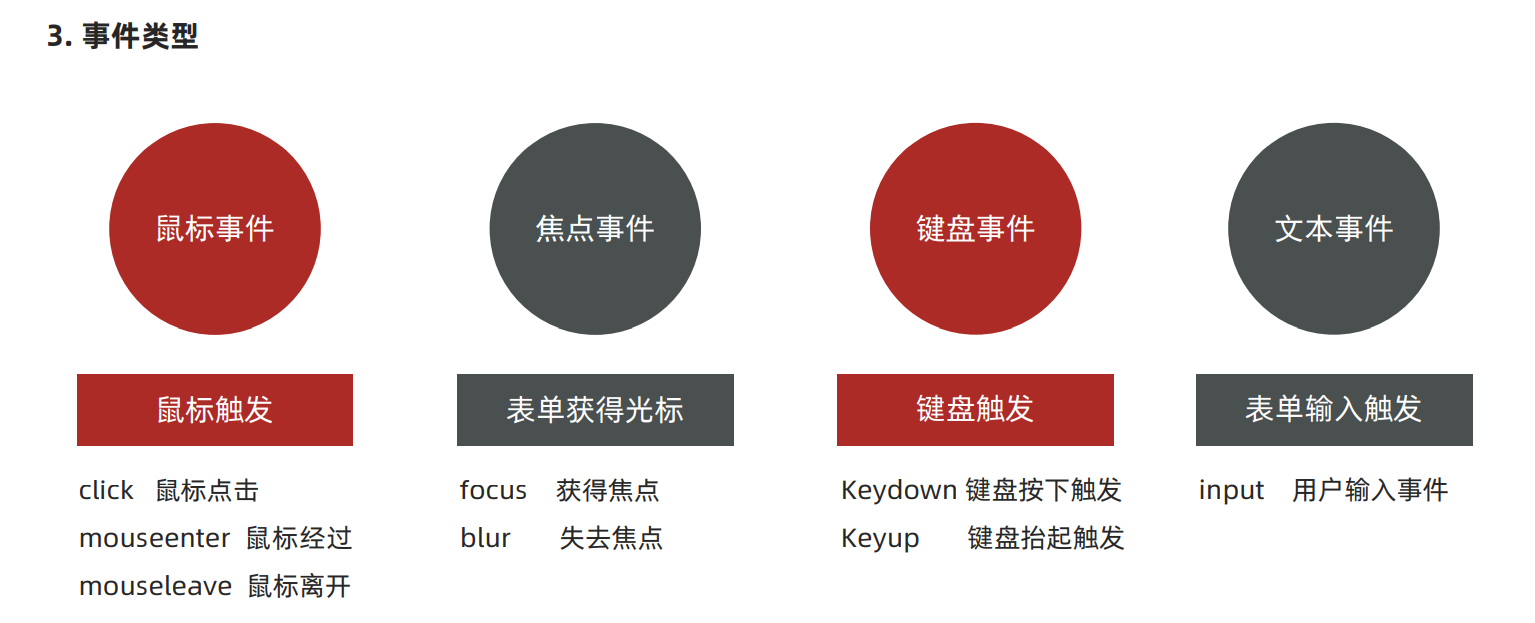 3. 事件类型
鼠标事件
焦点事件
键盘事件
文本事件
鼠标触发
表单获得光标
键盘触发
表单输入触发
click 鼠标点击
mouseenter 鼠标经过
mouseleave 鼠标离开
focus 获得焦点
blur 失去焦点
Keydown 键盘按下触发
Keyup 键盘抬起触发
input 用户输入事件